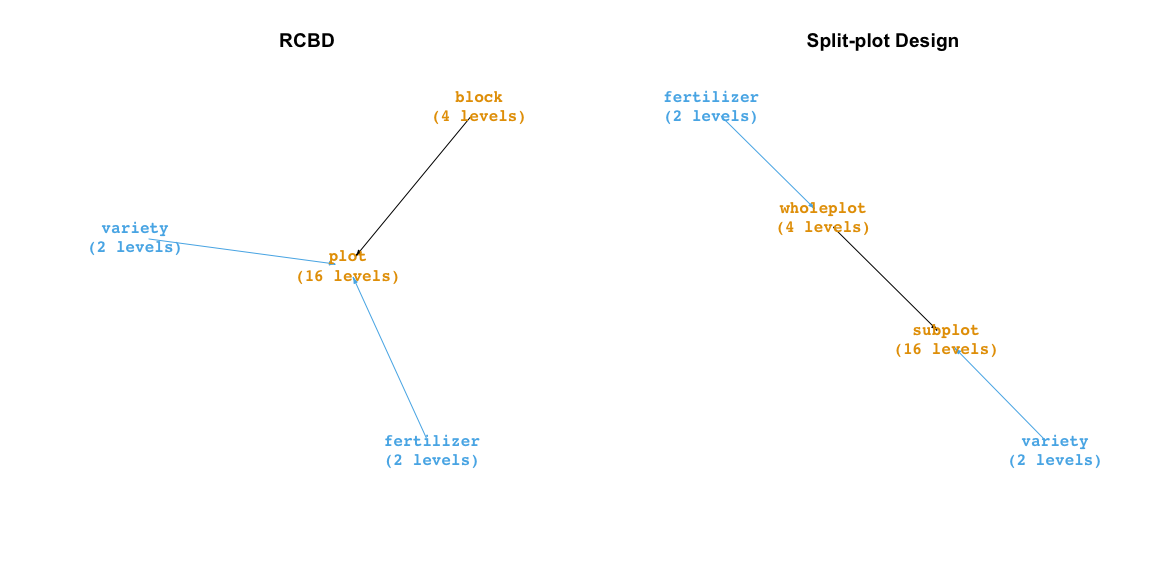 RCBD
block
(4 levels)
variety
(2 levels)
plot
(16 levels)
fertilizer
(2 levels)
Split-plot Design
fertilizer
(2 levels)
wholeplot
(4 levels)
subplot
(16 levels)
variety
(2 levels)